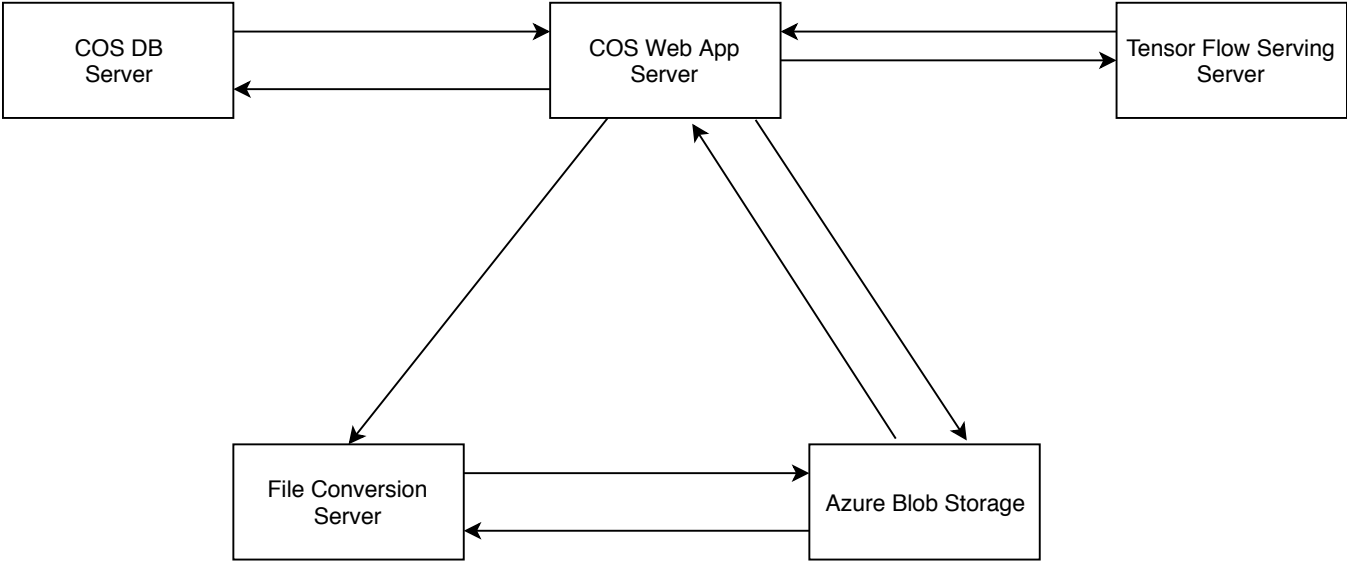 COS DB
Server
COS Web App
Server
Tensor Flow Serving
Server
File Conversion
Server
Azure Blob Storage